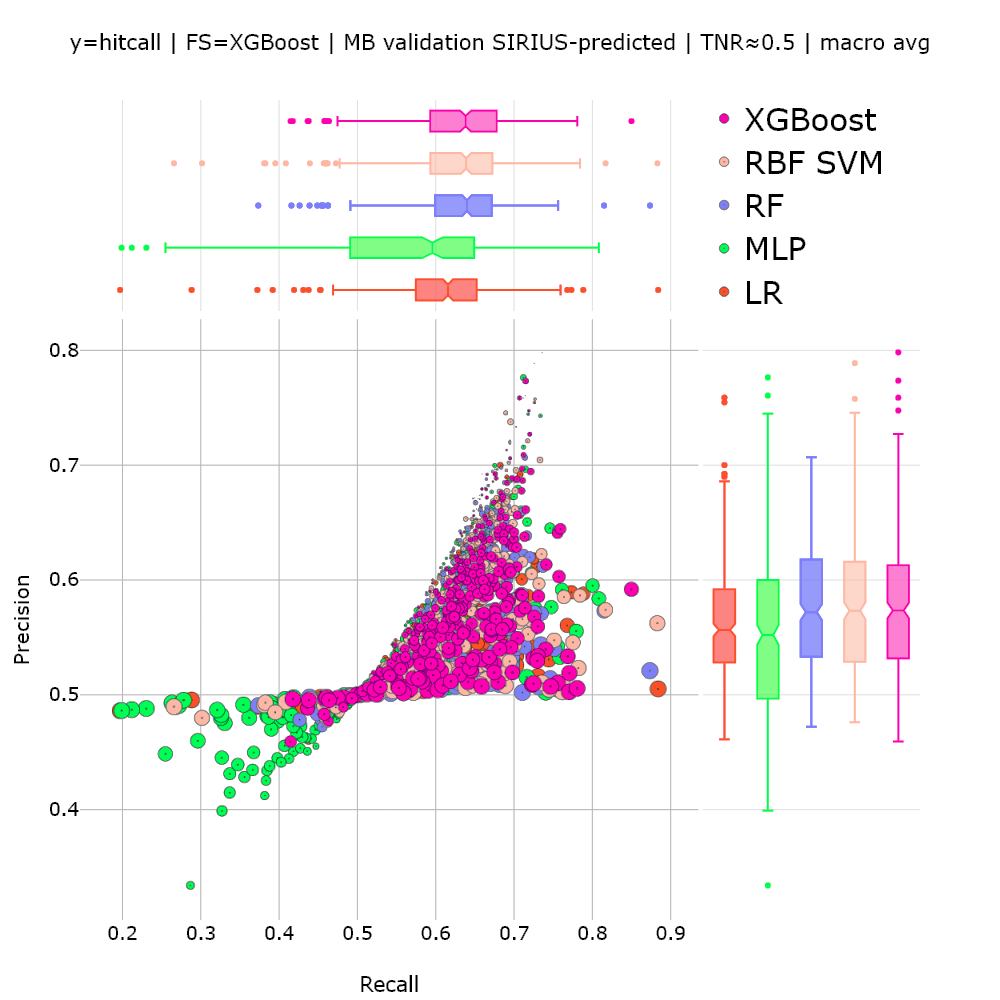 y=hitcall | FS=XGBoost | MB validation SIRIUS-predicted | TNR≈0.5 | macro avg
XGBoost
RBF SVM
RF
MLP
LR
0.8
0.7
0.6
0.5
0.4
Precision
0.2 0.3 0.4 0.5 0.6 0.7 0.8 0.9
Recall